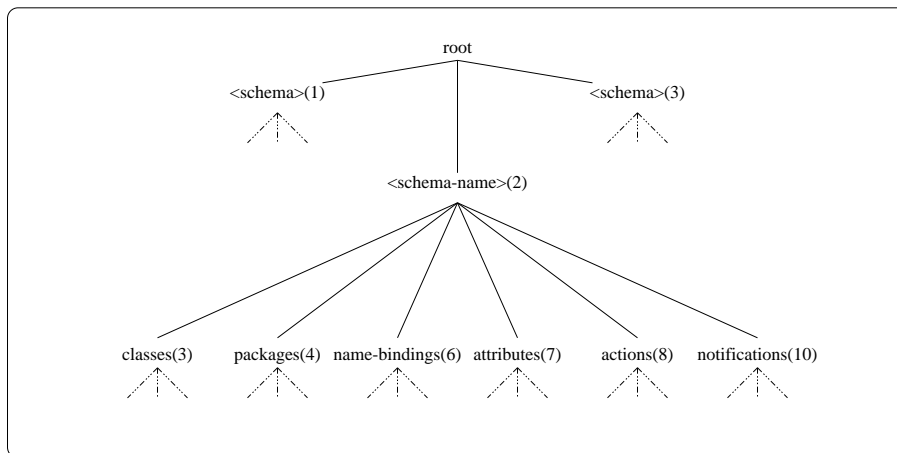 root
<schema>(1)
<schema>(3)
<schema-name>(2)
classes(3) packages(4) name-bindings(6) attributes(7) actions(8) notifications(10)